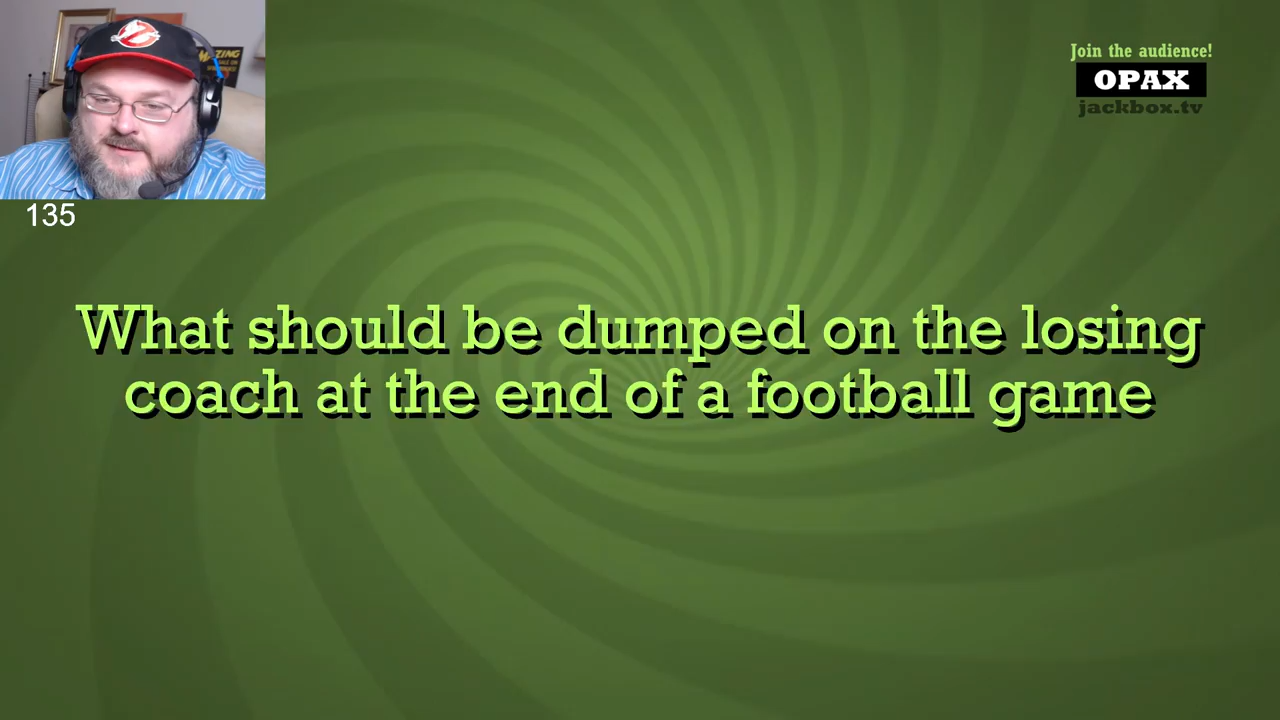 Join the audience!
OPAX
jackbox.tv
135
What should be dumped on the losing
coach at the end of a football game